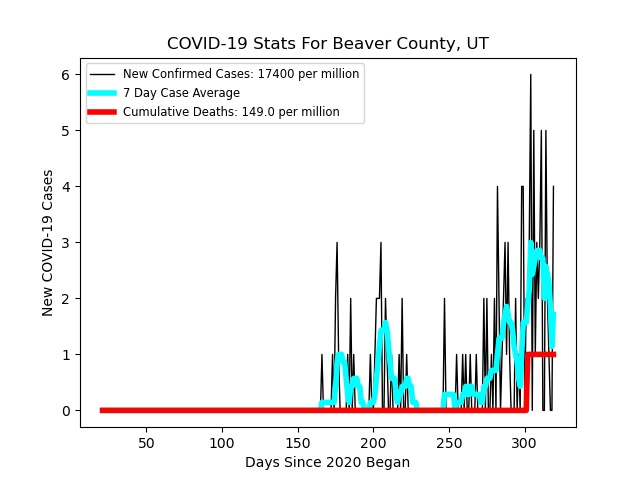 COVID-19 Stats For Beaver County, UT
New Confirmed Cases: 17400 per million
7 Day Case Average
Cumulative Deaths: 149.0 per million
New COVID-19 Cases
6
5
4
3
2
1
0
50 100 150 200 250 300
Days Since 2020 Began